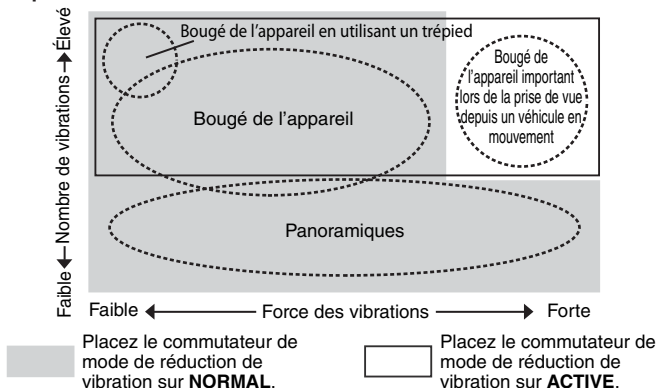 Bougé de l'appareil en utilisant un trépied
Bougé de
l'appareil important
lors de la prise de vue
depuis un véhicule en
mouvement
Bougé de l'appareil
Panoramiques
Faible Nombre de vibrations Élevé
Faible Force des vibrations Forte
Placez le commutateur de
mode de réduction de
vibration sur NORMAL.
Placez le commutateur de
mode de réduction de
vibration sur ACTIVE.